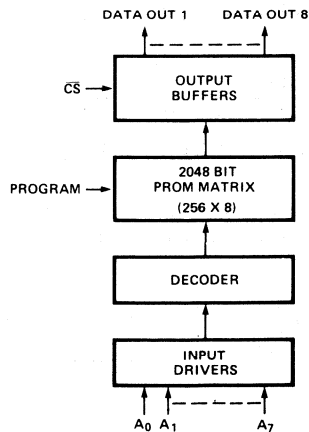 DATA OUT 1 DATA OUT 8
OUTPUT
BUFFERS
C̅S̅
2048 BIT
PROM MATRIX
(256 X 8)
PROGRAM
DECODER
INPUT
DRIVERS
A0 A1 A7